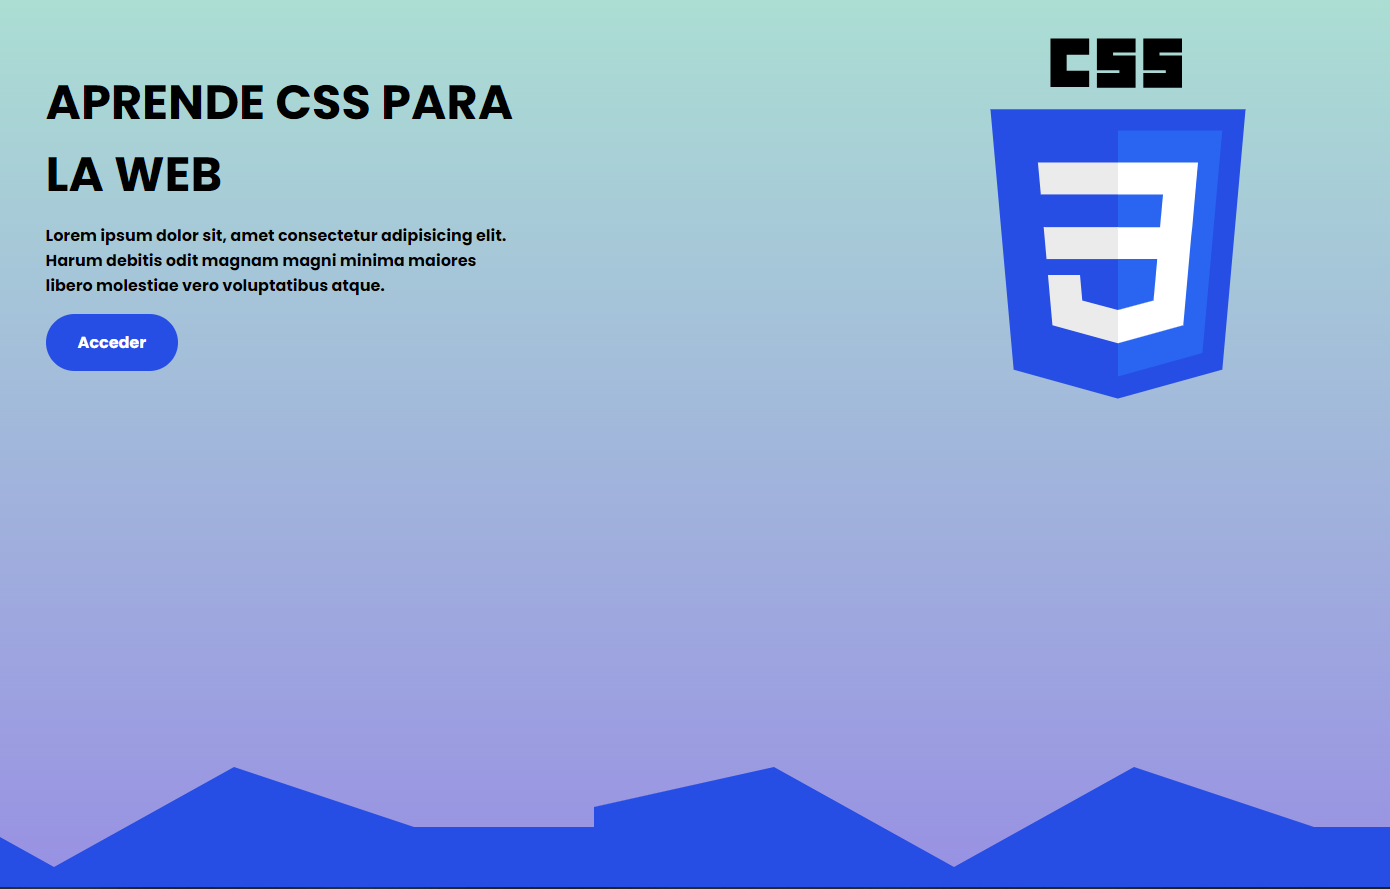 CSS
APRENDE CSS PARA
LA WEB
Lorem ipsum dolor sit, amet consectetur adipisicing elit.
Harum debitis odit magnam magni minima maiores
libero molestiae vero voluptatibus atque.
Acceder
3